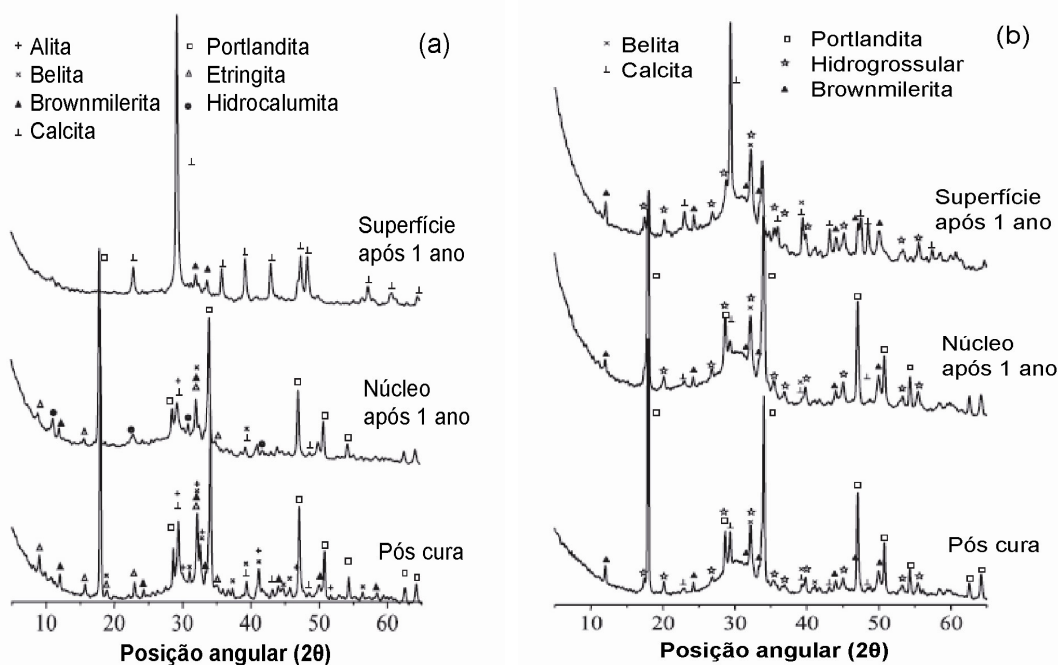 (a)
+ Alita
× Belita
▲ Brownmilerita
⊥ Calcita
□ Portlandita
△ Etringita
● Hidrocalumita
Superfície
após 1 ano
Núcleo
após 1 ano
Pós cura
10 20 30 40 50 60
Posição angular (2θ)
(b)
× Belita
⊥ Calcita
□ Portlandita
☆ Hidrogrossular
▲ Brownmilerita
Superfície
após 1 ano
Núcleo
após 1 ano
Pós cura
10 20 30 40 50 60
Posição angular (2θ)